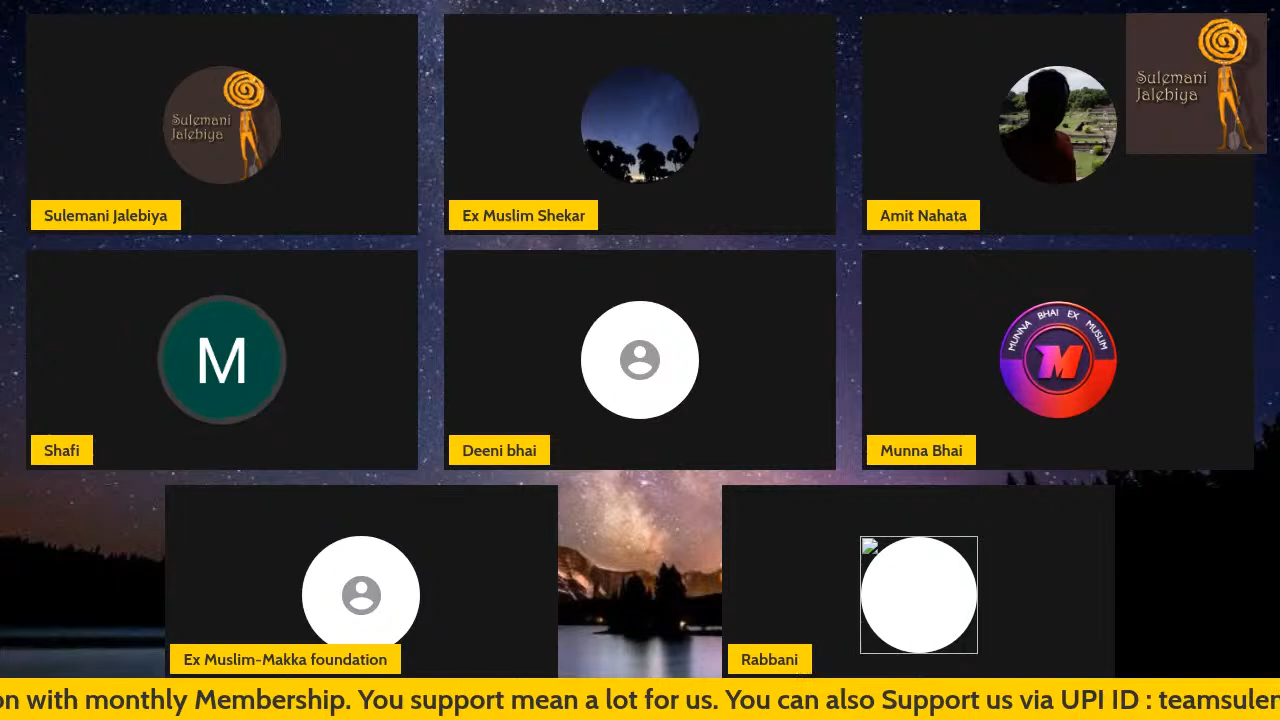 Sulemani
Jalebiya
Sulemani
Jalebiya
Sulemani Jalebiya
Ex Muslim Shekar
Amit Nahata
M
MUNNA BHAI EX MUSLIM
M
Shafi
Deeni bhai
Munna Bhai
Ex Muslim-Makka foundation
Rabbani
on with monthly Membership. You support mean a lot for us. You can also Support us via UPI ID : teamsulem